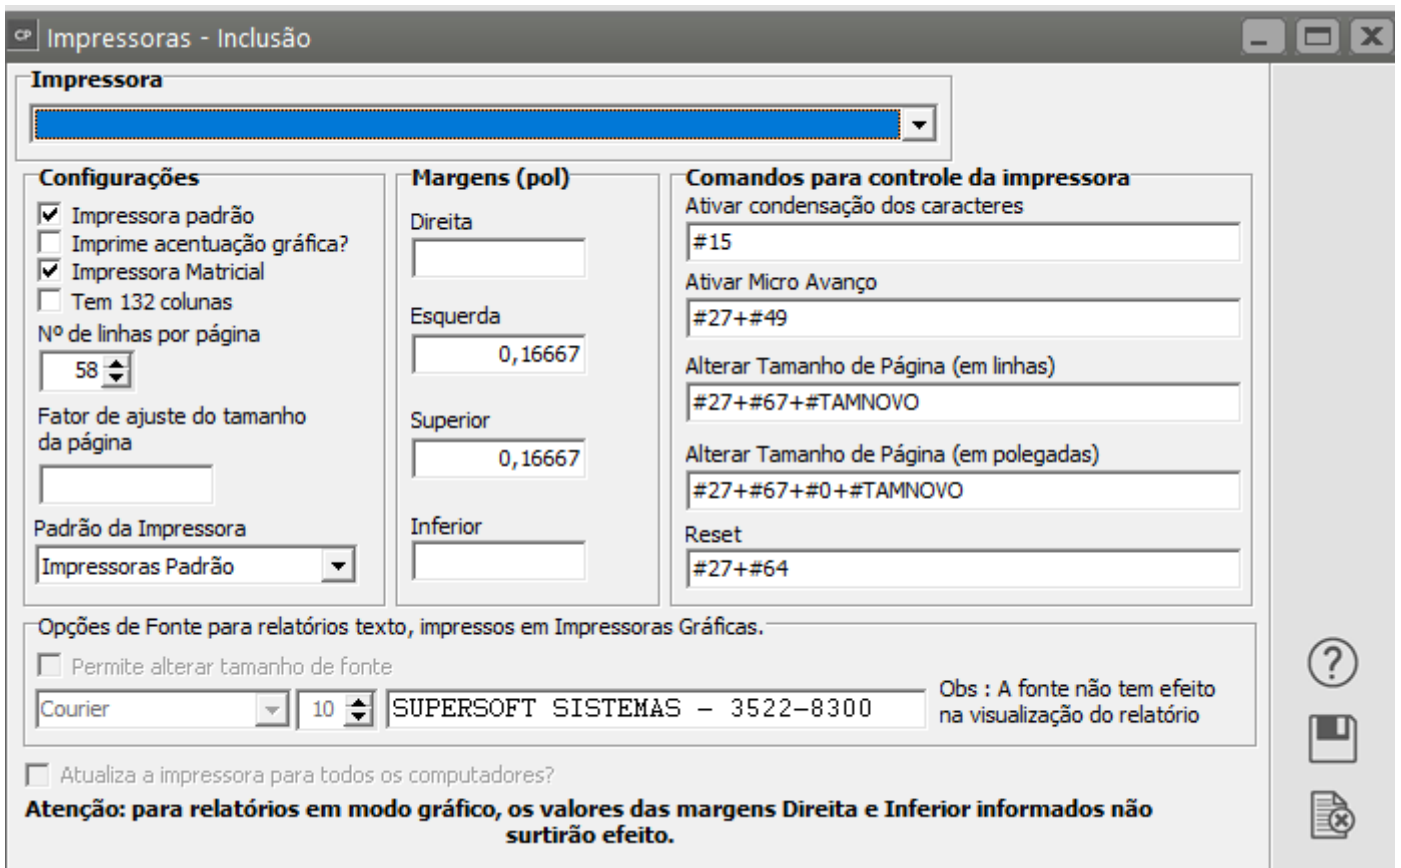 CP Impressoras - Inclusão
Impressora
Configurações
Impressora padrão
Imprime acentuação gráfica?
Impressora Matricial
Tem 132 colunas
Nº de linhas por página
58
Fator de ajuste do tamanho
da página
Padrão da Impressora
Impressoras Padrão
Margens (pol)
Direita
Esquerda
0,16667
Superior
0,16667
Inferior
Comandos para controle da impressora
Ativar condensação dos caracteres
#15
Ativar Micro Avanço
#27+#49
Alterar Tamanho de Página (em linhas)
#27+#67+#TAMNOVO
Alterar Tamanho de Página (em polegadas)
#27+#67+#0+#TAMNOVO
Reset
#27+#64
Opções de Fonte para relatórios texto, impressos em Impressoras Gráficas.
Permite alterar tamanho de fonte
Courier 10 SUPERSOFT SISTEMAS - 3522-8300
Obs : A fonte não tem efeito
na visualização do relatório
Atualiza a impressora para todos os computadores?
Atenção: para relatórios em modo gráfico, os valores das margens Direita e Inferior informados não
surtirão efeito.